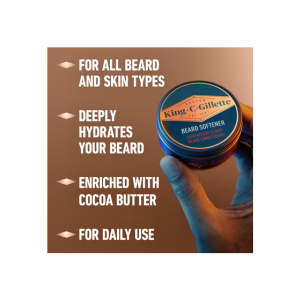 FOR ALL BEARD
AND SKIN TYPES
DEEPLY
HYDRATES
YOUR BEARD
ENRICHED WITH
COCOA BUTTER
FOR DAILY USE
King·C·Gillette
BEARD SOFTENER